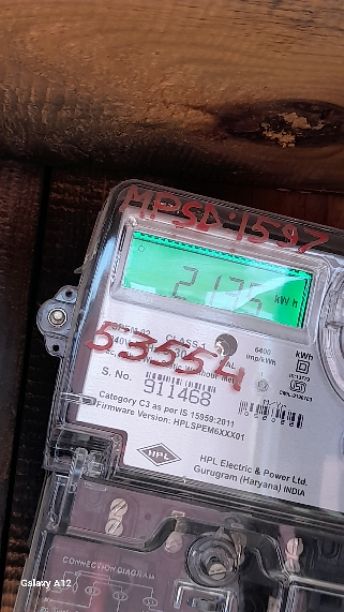 MPSD·1597
2175
kWh
CLASS 1
6400
imp/kWh
kWh
53554
S. No. 911468
Category C3 as per IS 15959:2011
Firmware Version: HPLSPEM6XXX01
HPL
HPL Electric & Power Ltd.
Gurugram (Haryana) INDIA
CONNECTION DIAGRAM
Galaxy A12